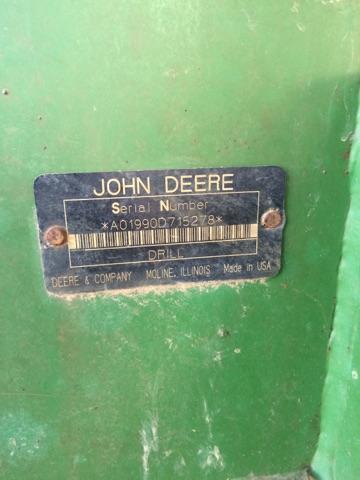 JOHN DEERE
Serial Number
*A01990D715278*
DRILL
DEERE & COMPANY MOLINE, ILLINOIS Made in USA